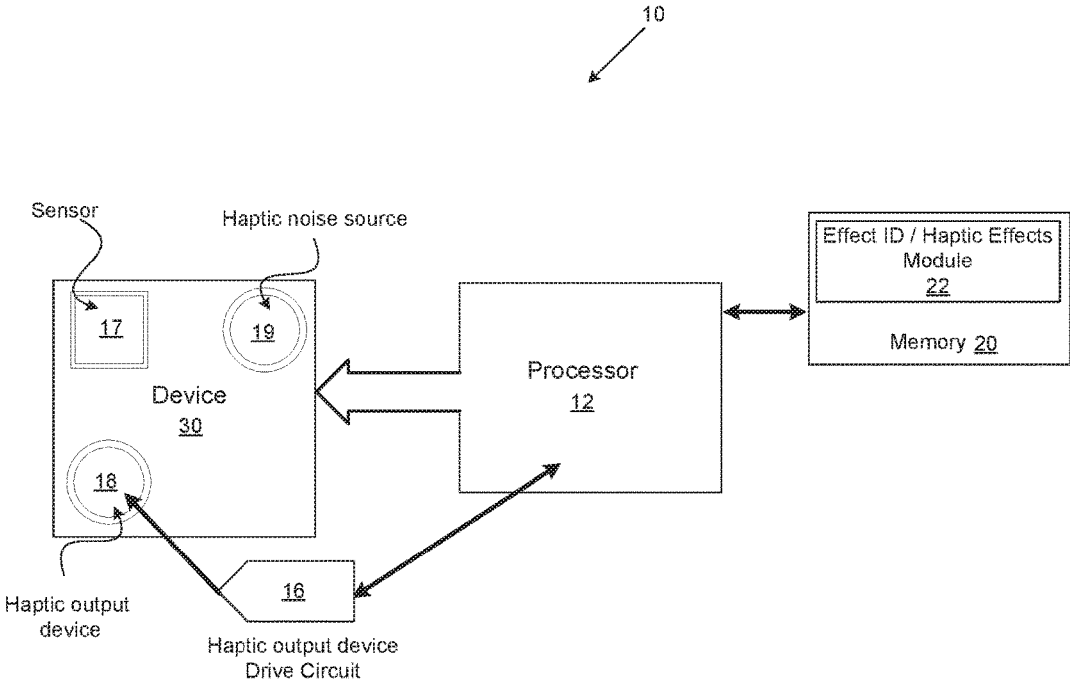 10
Sensor
Haptic noise source
Effect ID / Haptic Effects
Module
22
17
19
Memory 20
Processor
12
Device
30
18
16
Haptic output
device
Haptic output device
Drive Circuit